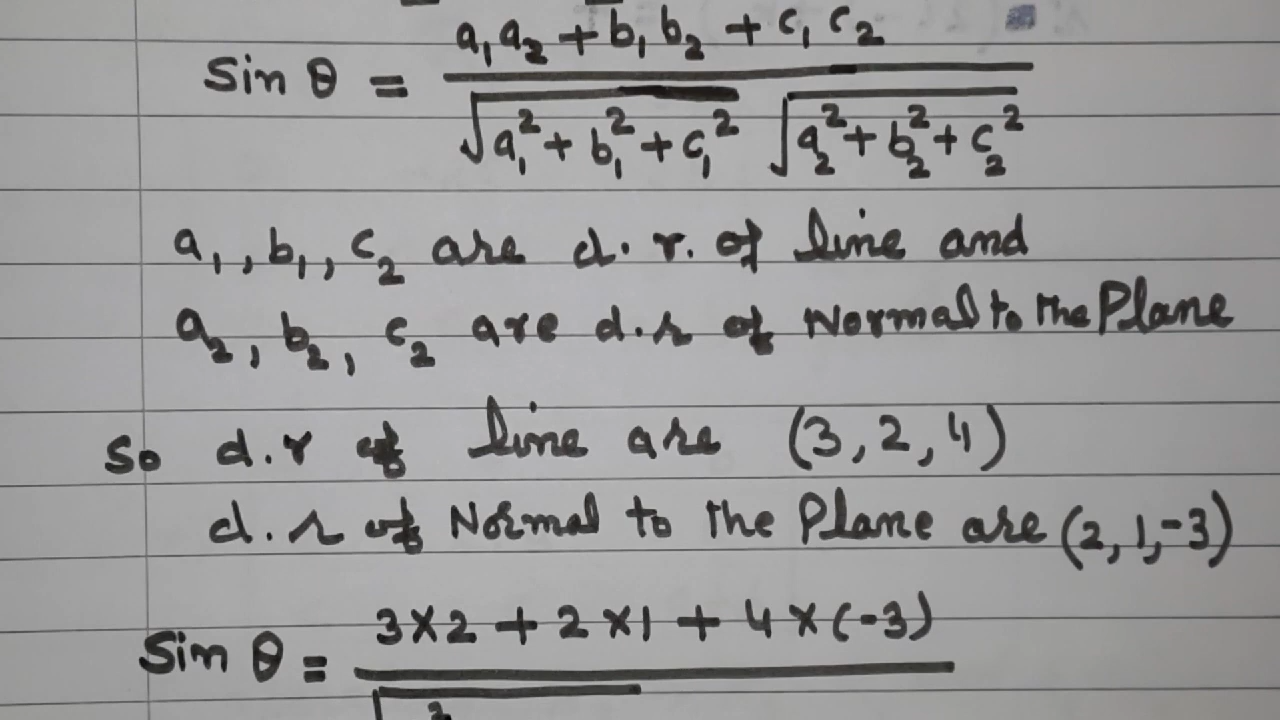 Sin θ = (a₁a₂ + b₁b₂ + c₁c₂) / (√(a₁² + b₁² + c₁²) √(a₂² + b₂² + c₂²))
a₁, b₁, c₂ are d.r. of line and
a₂, b₂, c₂ are d.r of Normal to the Plane
So d.r of line are (3, 2, 4)
d.r of Normal to the Plane are (2, 1, -3)
Sin θ = 3×2 + 2×1 + 4×(-3)